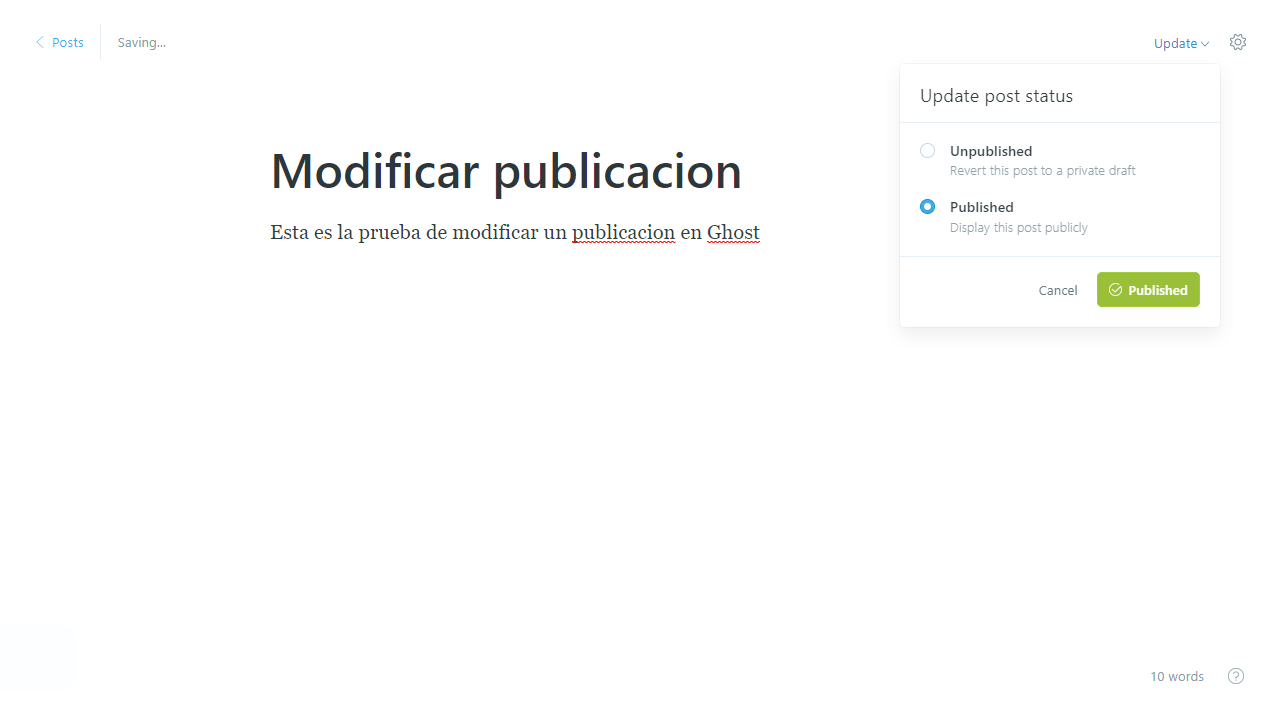 Posts
Saving...
Update
Update post status
Unpublished
Revert this post to a private draft
Published
Display this post publicly
Cancel
Published
Modificar publicacion
Esta es la prueba de modificar un publicacion en Ghost
10 words
?